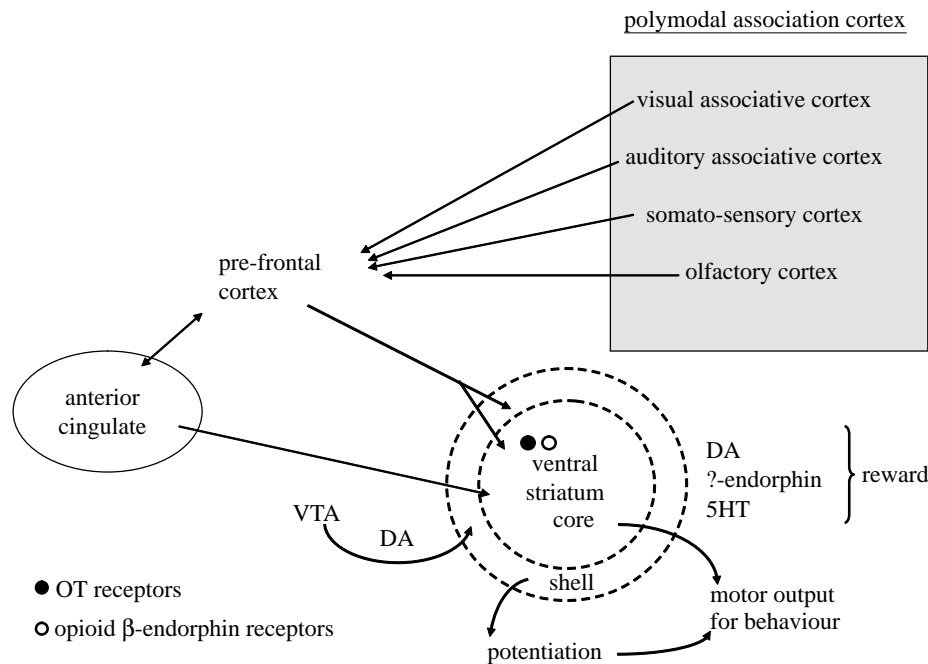 polymodal association cortex
visual associative cortex
auditory associative cortex
somato-sensory cortex
olfactory cortex
pre-frontal
cortex
anterior
cingulate
ventral
striatum
core
DA
?-endorphin
5HT
reward
VTA
DA
shell
OT receptors
opioid β-endorphin receptors
motor output
for behaviour
potentiation